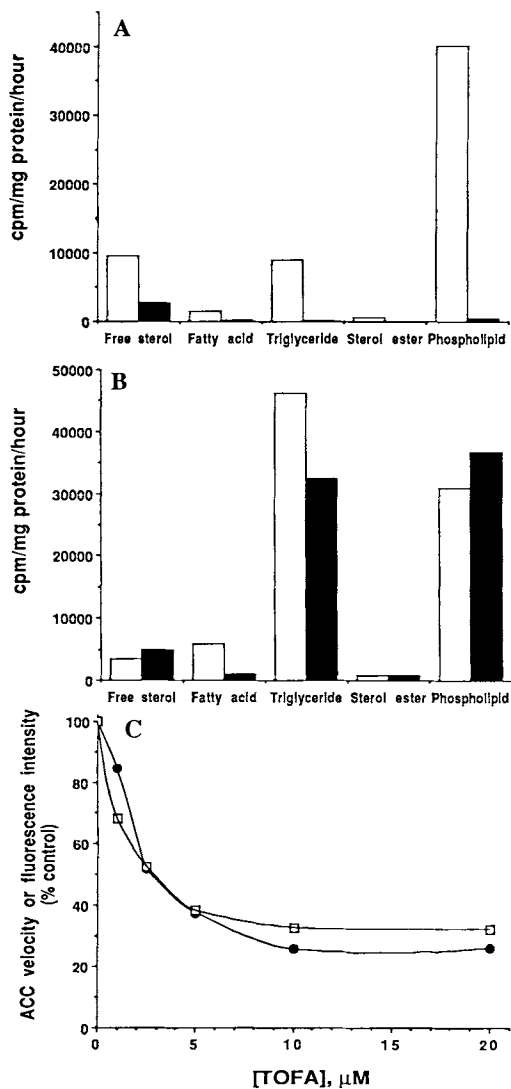 A
cpm/mg protein/hour
40000
30000
20000
10000
0
Free sterol Fatty acid Triglyceride Sterol ester Phospholipid
B
cpm/mg protein/hour
50000
40000
30000
20000
10000
0
Free sterol Fatty acid Triglyceride Sterol ester Phospholipid
C
ACC velocity or fluorescence intensity
(% control)
100
80
60
40
20
0
0 5 10 15 20
[TOFA], μM